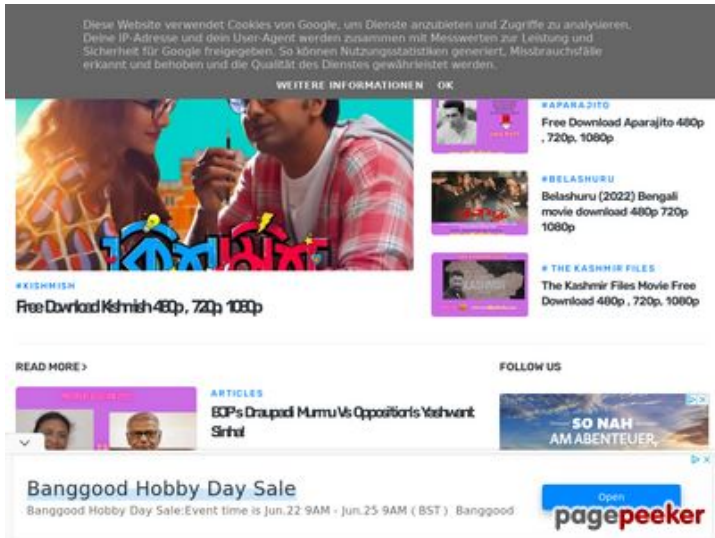 Diese Website verwendet Cookies von Google, um Dienste anzubieten und Zugriffe zu analysieren.
Deine IP-Adresse und dein User-Agent werden zusammen mit Messwerten zur Leistung und
Sicherheit für Google freigegeben. So können Nutzungsstatistiken generiert, Missbrauchsfälle
erkannt und behoben und die Qualität des Dienstes gewährleistet werden.
WEITERE INFORMATIONEN OK
কিশমিশ
#KISHMISH
Free Download Kishmish 480p , 720p, 1080p
#APARAJITO
Free Download Aparajito 480p
, 720p, 1080p
#BELASHURU
Belashuru (2022) Bengali
movie download 480p 720p
1080p
# THE KASHMIR FILES
The Kashmir Files Movie Free
Download 480p , 720p, 1080p
READ MORE
FOLLOW US
ARTICLES
Draupadi Murmu Vs Opposition's Yashwant
Sinha!
SO NAH
AM ABENTEUER,
Banggood Hobby Day Sale
Banggood Hobby Day Sale:Event time is Jun.22 9AM - Jun.25 9AM ( BST ) Banggood
Open
pagepeeker